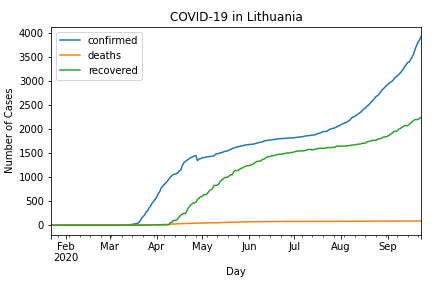 COVID-19 in Lithuania
confirmed
deaths
recovered
Number of Cases
4000
3500
3000
2500
2000
1500
1000
500
0
Feb Mar Apr May Jun Jul Aug Sep
2020
Day